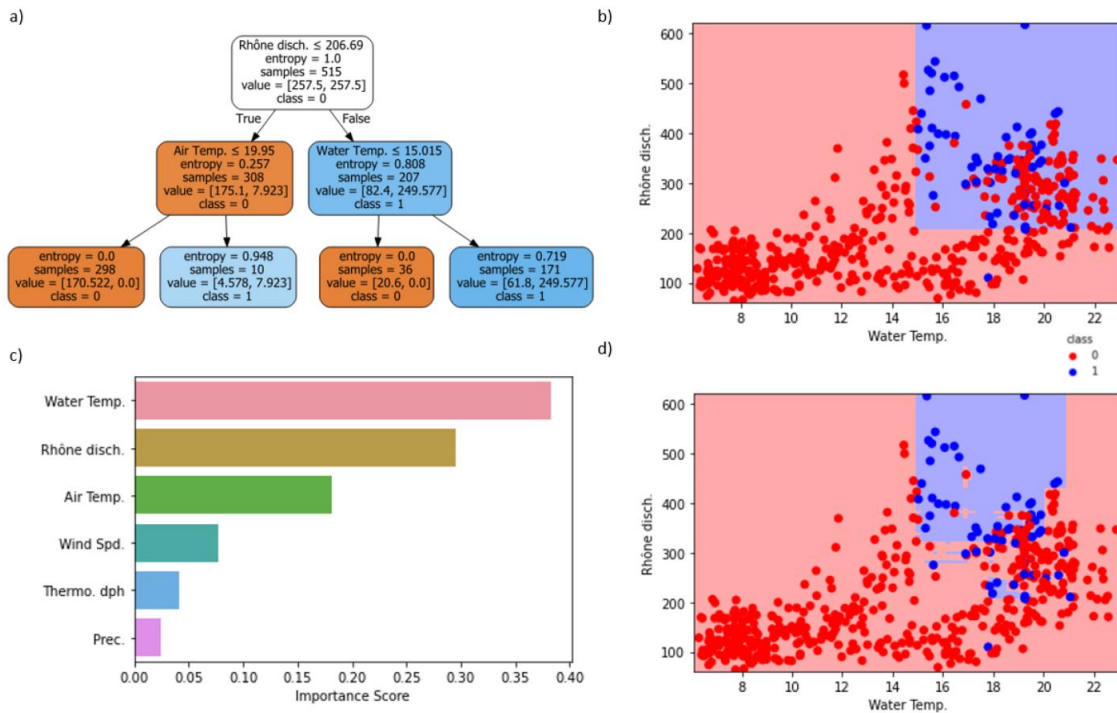 a)
Rhône disch. ≤ 206.69
entropy = 1.0
samples = 515
value = [257.5, 257.5]
class = 0
True
False
Air Temp. ≤ 19.95
entropy = 0.257
samples = 308
value = [175.1, 7.923]
class = 0
Water Temp. ≤ 15.015
entropy = 0.808
samples = 207
value = [82.4, 249.577]
class = 1
entropy = 0.0
samples = 298
value = [170.522, 0.0]
class = 0
entropy = 0.948
samples = 10
value = [4.578, 7.923]
class = 1
entropy = 0.0
samples = 36
value = [20.6, 0.0]
class = 0
entropy = 0.719
samples = 171
value = [61.8, 249.577]
class = 1
b)
600
500
400
300
200
100
Rhône disch.
8 10 12 14 16 18 20 22
Water Temp.
class
0
1
c)
Water Temp.
Rhône disch.
Air Temp.
Wind Spd.
Thermo. dph
Prec.
0.00 0.05 0.10 0.15 0.20 0.25 0.30 0.35 0.40
Importance Score
d)
600
500
400
300
200
100
Rhône disch.
8 10 12 14 16 18 20 22
Water Temp.